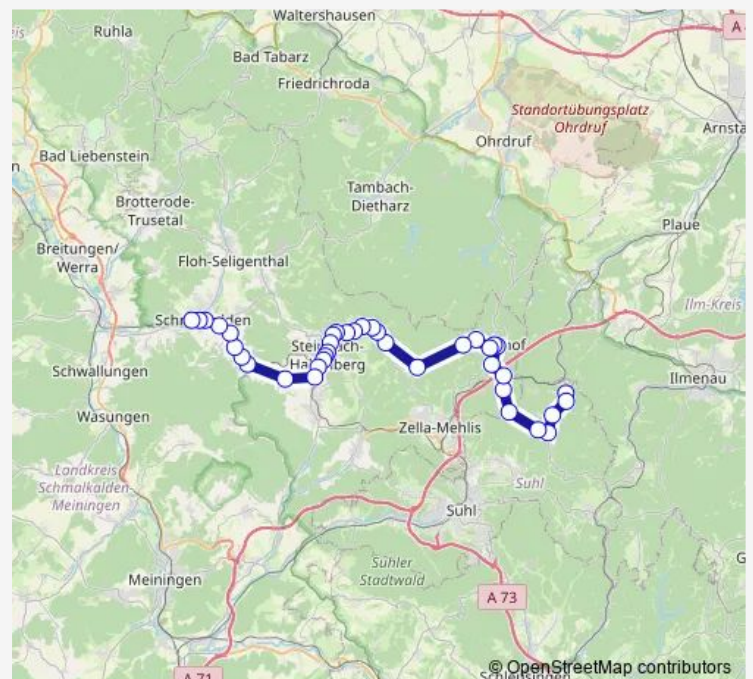 Waltershausen
Ruhla
A
Bad Tabarz
Friedrichroda
Standortübungsplatz
Ohrdruf
Ohrdruf
Arnsta
Bad Liebenstein
Tambach-
Dietharz
Brotterode-
Trusetal
Plaue
Breitungen/
Werra
Floh-Seligenthal
Ilm-Kreis
Schwallungen
Ilmenau
Wasungen
Zella-Mehlis
Landkreis
Schmalkalden
Meiningen
Suhl
Suhl
Suhler
Stadtwald
Meiningen
A 73
A 71
© OpenStreetMap contributors